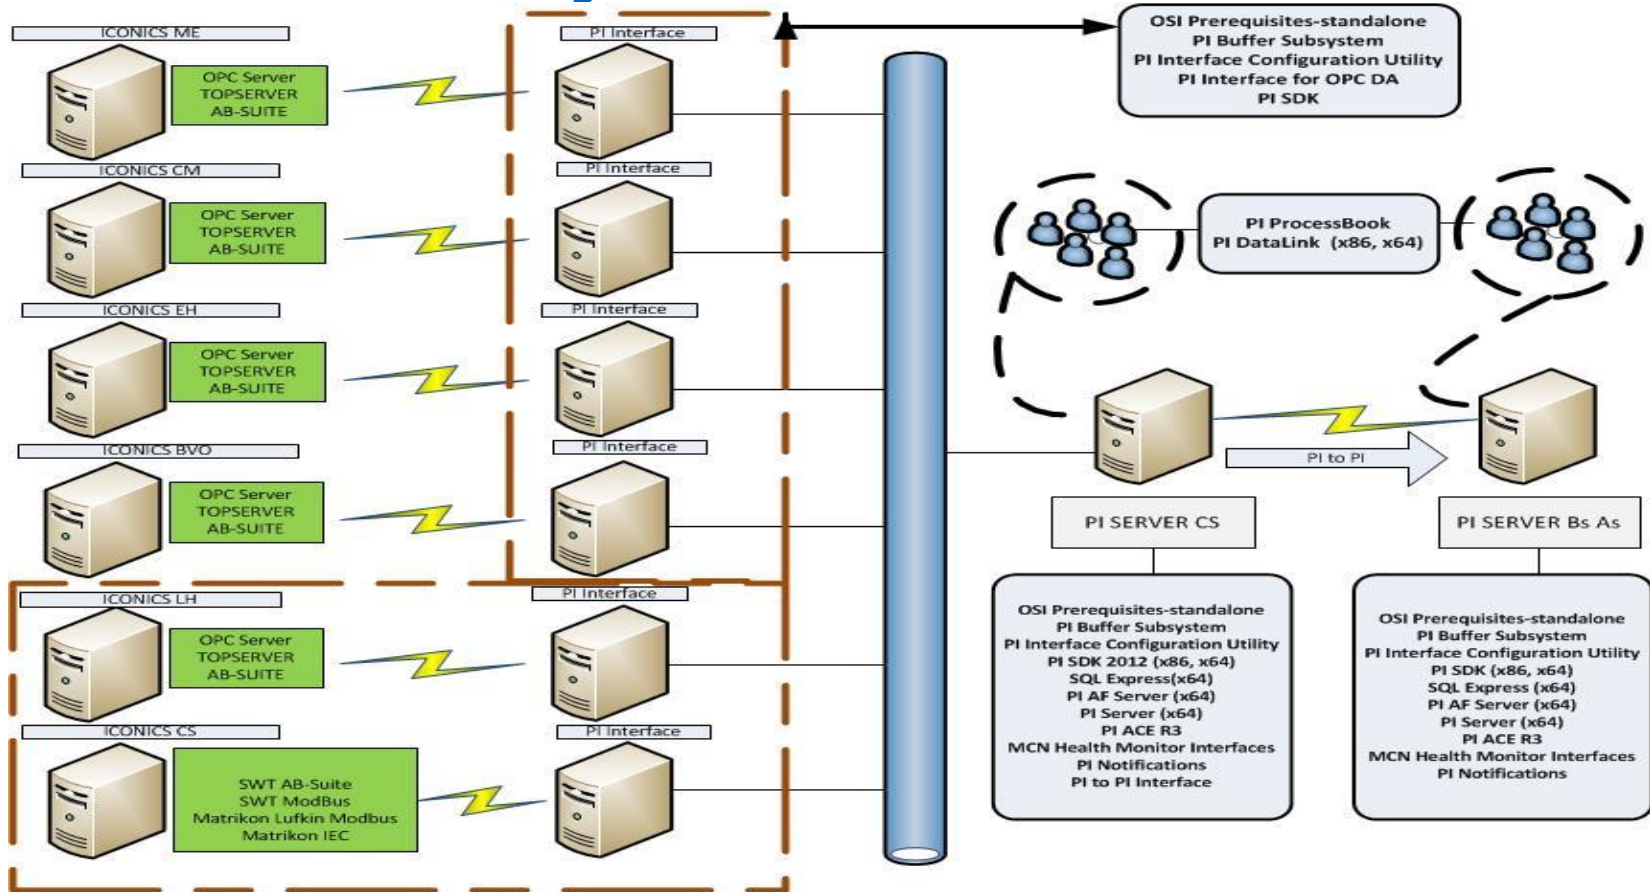 ICONICS ME
OPC Server
TOPSERVER
AB-SUITE
PI Interface
ICONICS CM
OPC Server
TOPSERVER
AB-SUITE
PI Interface
ICONICS EH
OPC Server
TOPSERVER
AB-SUITE
PI Interface
ICONICS BVO
OPC Server
TOPSERVER
AB-SUITE
PI Interface
ICONICS LH
OPC Server
TOPSERVER
AB-SUITE
PI Interface
ICONICS CS
SWT AB-Suite
SWT ModBus
Matrikon Lufkin Modbus
Matrikon IEC
PI Interface
OSI Prerequisites-standalone
PI Buffer Subsystem
PI Interface Configuration Utility
PI Interface for OPC DA
PI SDK
PI ProcessBook
PI DataLink (x86, x64)
PI to PI
PI SERVER CS
OSI Prerequisites-standalone
PI Buffer Subsystem
PI Interface Configuration Utility
PI SDK 2012 (x86, x64)
SQL Express(x64)
PI AF Server (x64)
PI Server (x64)
PI ACE R3
MCN Health Monitor Interfaces
PI Notifications
PI to PI Interface
PI SERVER Bs As
OSI Prerequisites-standalone
PI Buffer Subsystem
PI Interface Configuration Utility
PI SDK (x86, x64)
SQL Express (x64)
PI AF Server (x64)
PI Server (x64)
PI ACE R3
MCN Health Monitor Interfaces
PI Notifications